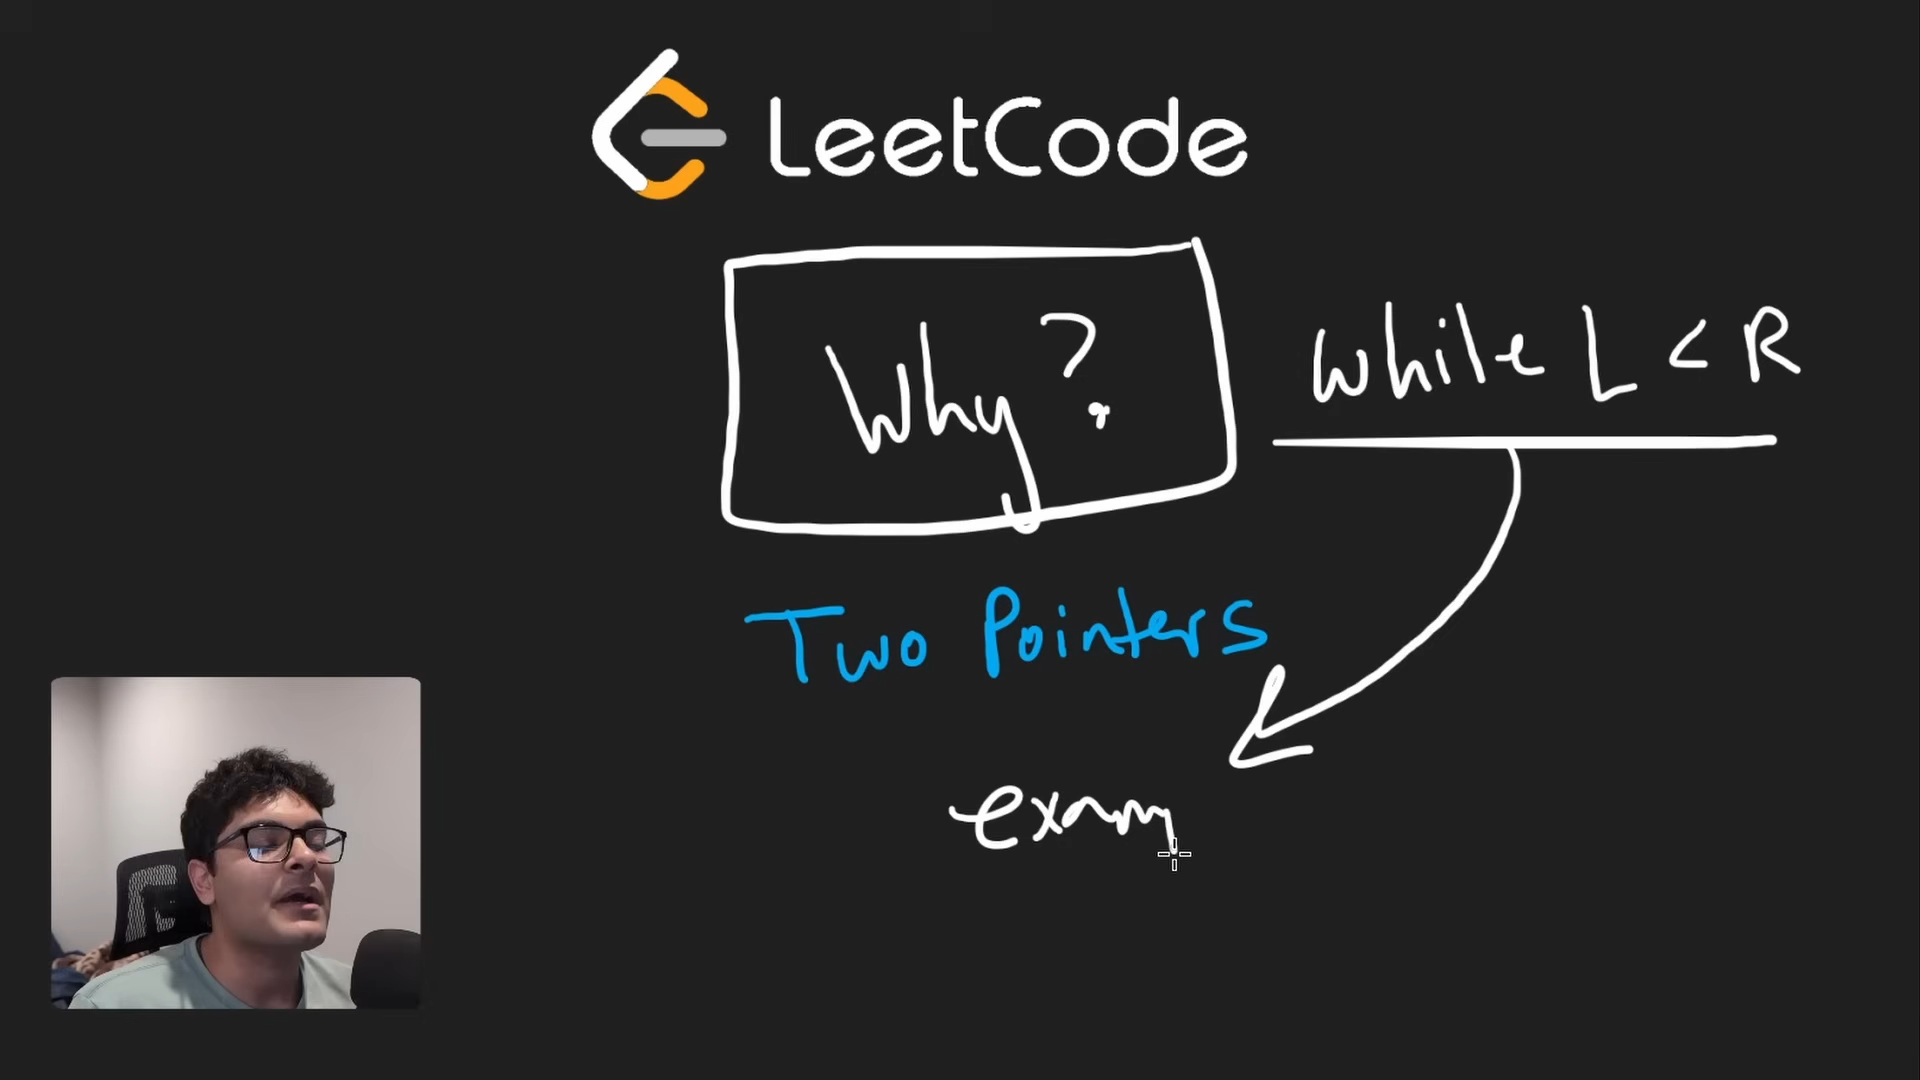 LeetCode
Why?
while L < R
Two Pointers
exam